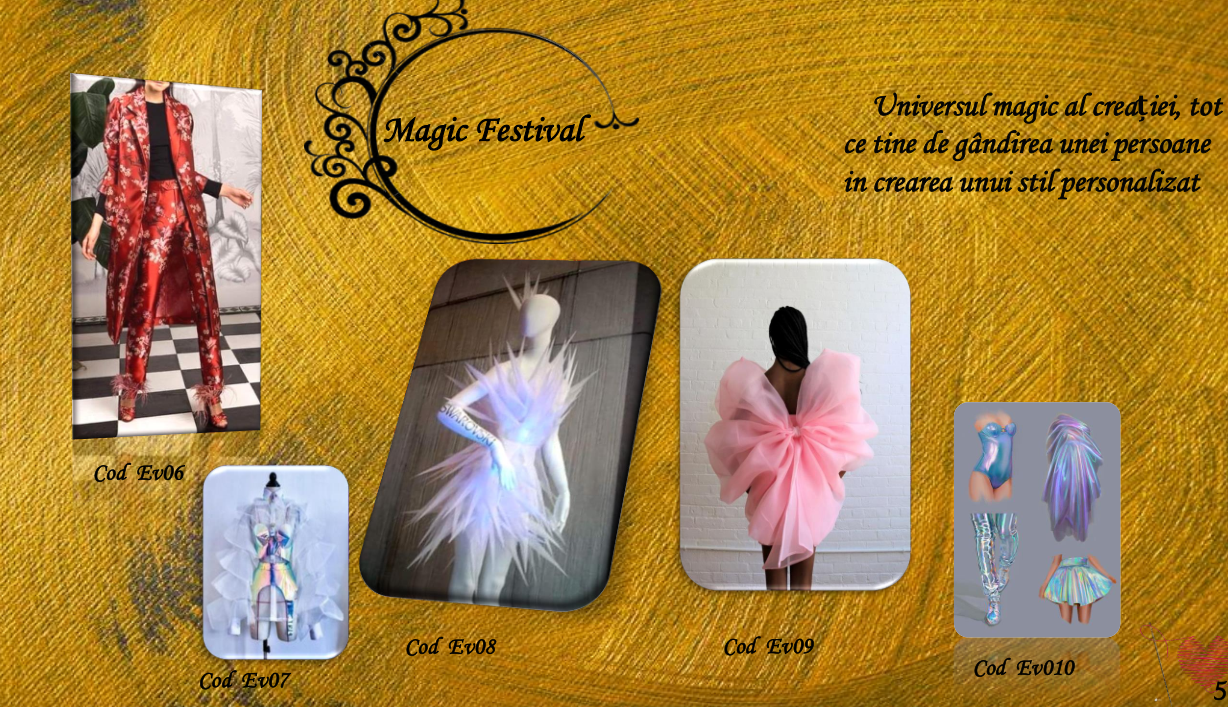 Magic Festival
Universul magic al creației, tot
ce tine de gândirea unei persoane
in crearea unui stil personalizat
SWAROVSKI
Cod Ev06
Cod Ev07
Cod Ev08
Cod Ev09
Cod Ev010
5